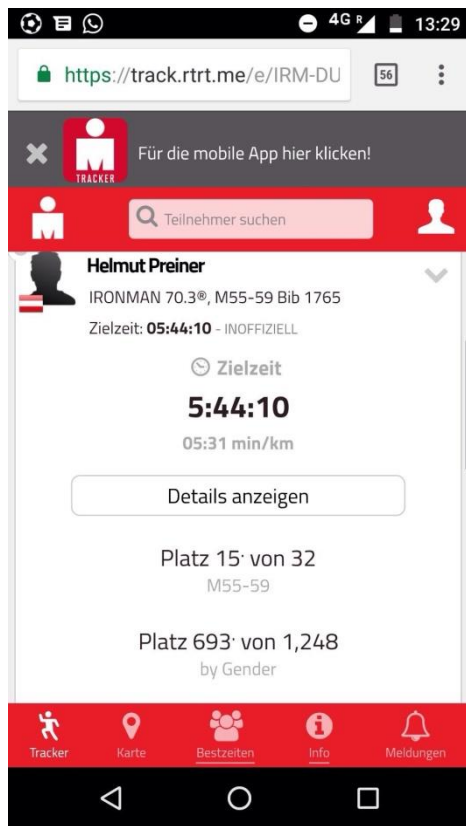 4G R 13:29
https://track.rtrt.me/e/IRM-DU 56
TRACKER Für die mobile App hier klicken!
Teilnehmer suchen
Helmut Preiner
IRONMAN 70.3®, M55-59 Bib 1765
Zielzeit: 05:44:10 - INOFFIZIELL
Zielzeit
5:44:10
05:31 min/km
Details anzeigen
Platz 15. von 32
M55-59
Platz 693. von 1,248
by Gender
Tracker Karte Bestzeiten Info Meldungen